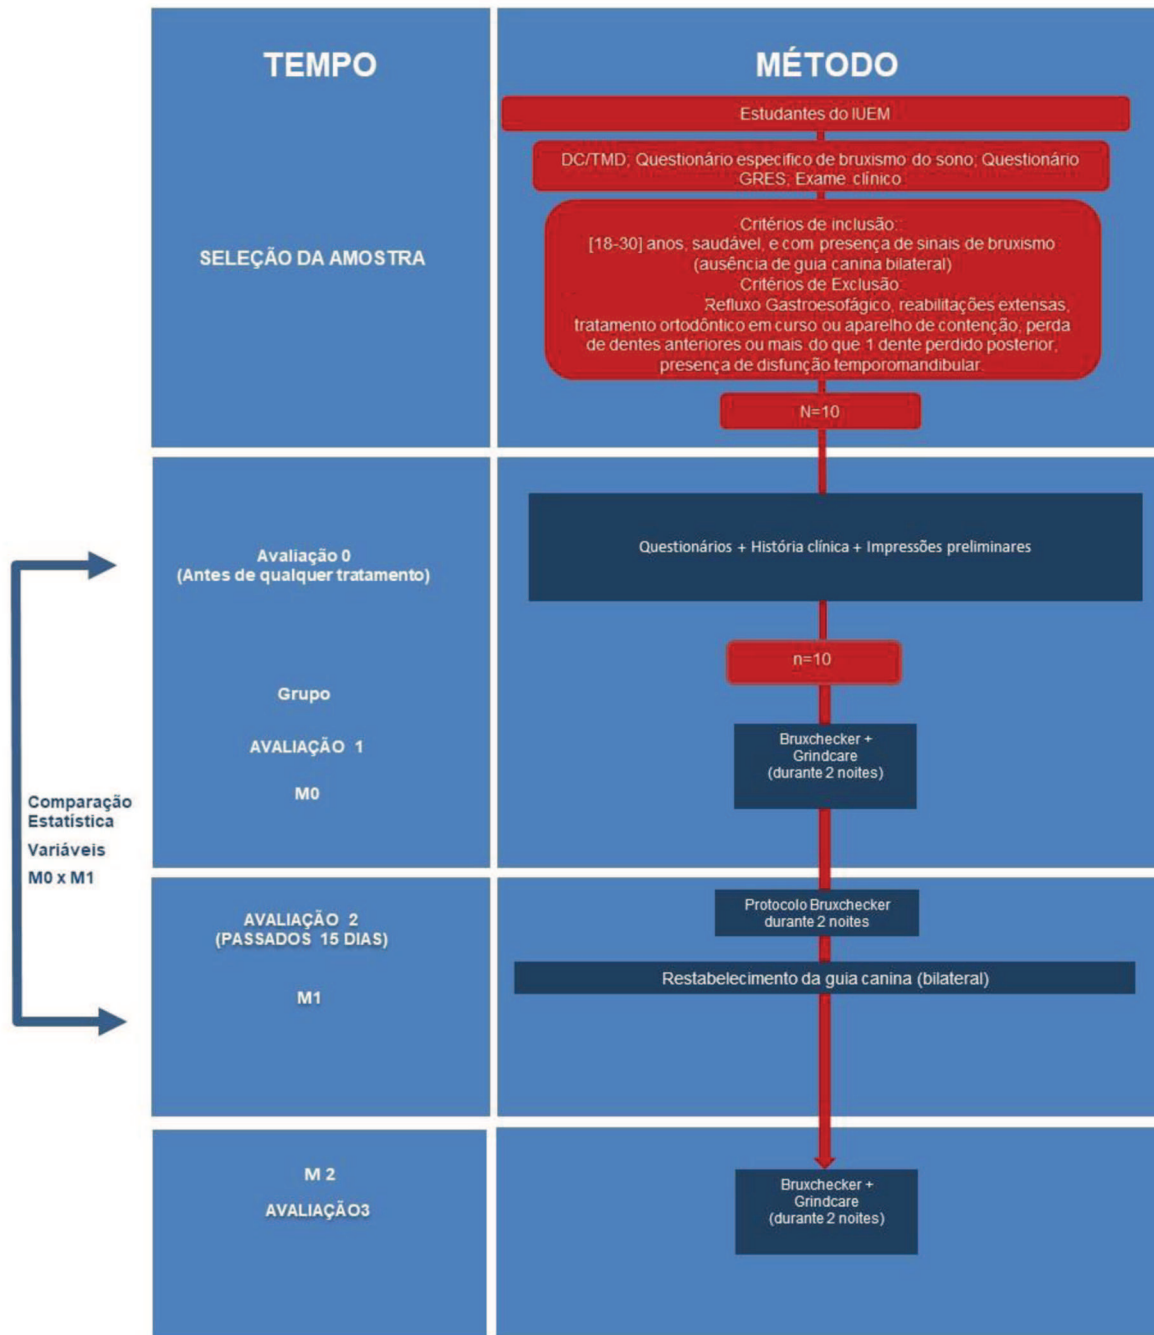 TEMPO
MÉTODO
Estudantes do IUEM
DC/TMD; Questionário especifico de bruxismo do sono; Questionário
GRES; Exame clínico
SELEÇÃO DA AMOSTRA
Critérios de inclusão::
[18-30] anos, saudável, e com presença de sinais de bruxismo
(ausência de guia canina bilateral)
Critérios de Exclusão:
Refluxo Gastroesofágico, reabilitações extensas,
tratamento ortodôntico em curso ou aparelho de contenção, perda
de dentes anteriores ou mais do que 1 dente perdido posterior,
presença de disfunção temporomandibular.
N=10
Avaliação 0
(Antes de qualquer tratamento)
Questionários + História clínica + Impressões preliminares
n=10
Grupo
AVALIAÇÃO 1
M0
Bruxchecker +
Grindcare
(durante 2 noites)
Comparação
Estatística
Variáveis
M0 x M1
AVALIAÇÃO 2
(PASSADOS 15 DIAS)
M1
Protocolo Bruxchecker
durante 2 noites
Restabelecimento da guia canina (bilateral)
M 2
AVALIAÇÃO3
Bruxchecker +
Grindcare
(durante 2 noites)